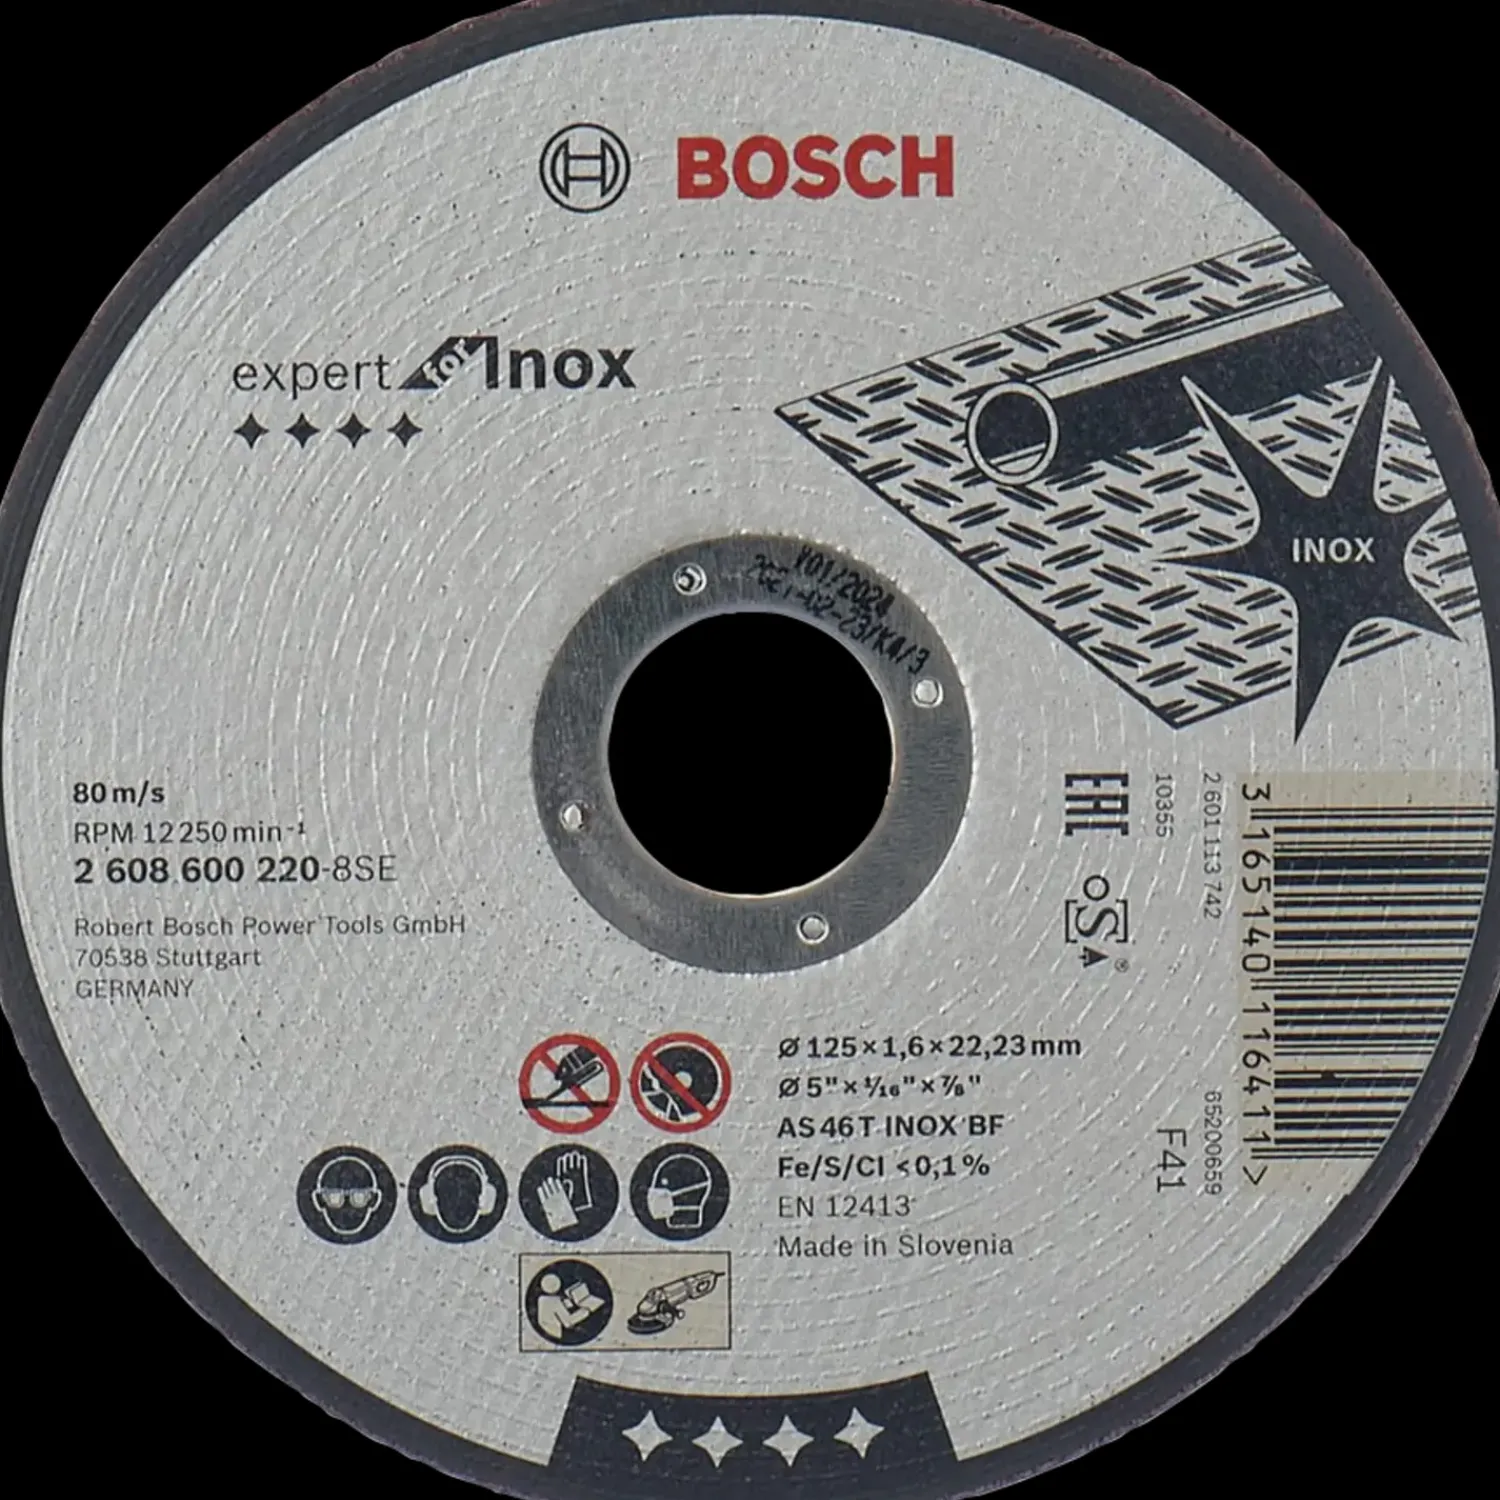 BOSCH
expert for Inox
INOX
V01/2024
80 m/s
RPM 12 250 min⁻¹
2 608 600 220-8SE
Robert Bosch Power Tools GmbH
70538 Stuttgart
GERMANY
Ø 125 × 1,6 × 22,23 mm
Ø 5" × 1/16" × 7/8"
AS 46 T INOX BF
Fe/S/Cl < 0,1 %
EN 12413
Made in Slovenia
EAC
OSA®
10355
2 601 113 742
F41
65200659
3 165140 116411 >